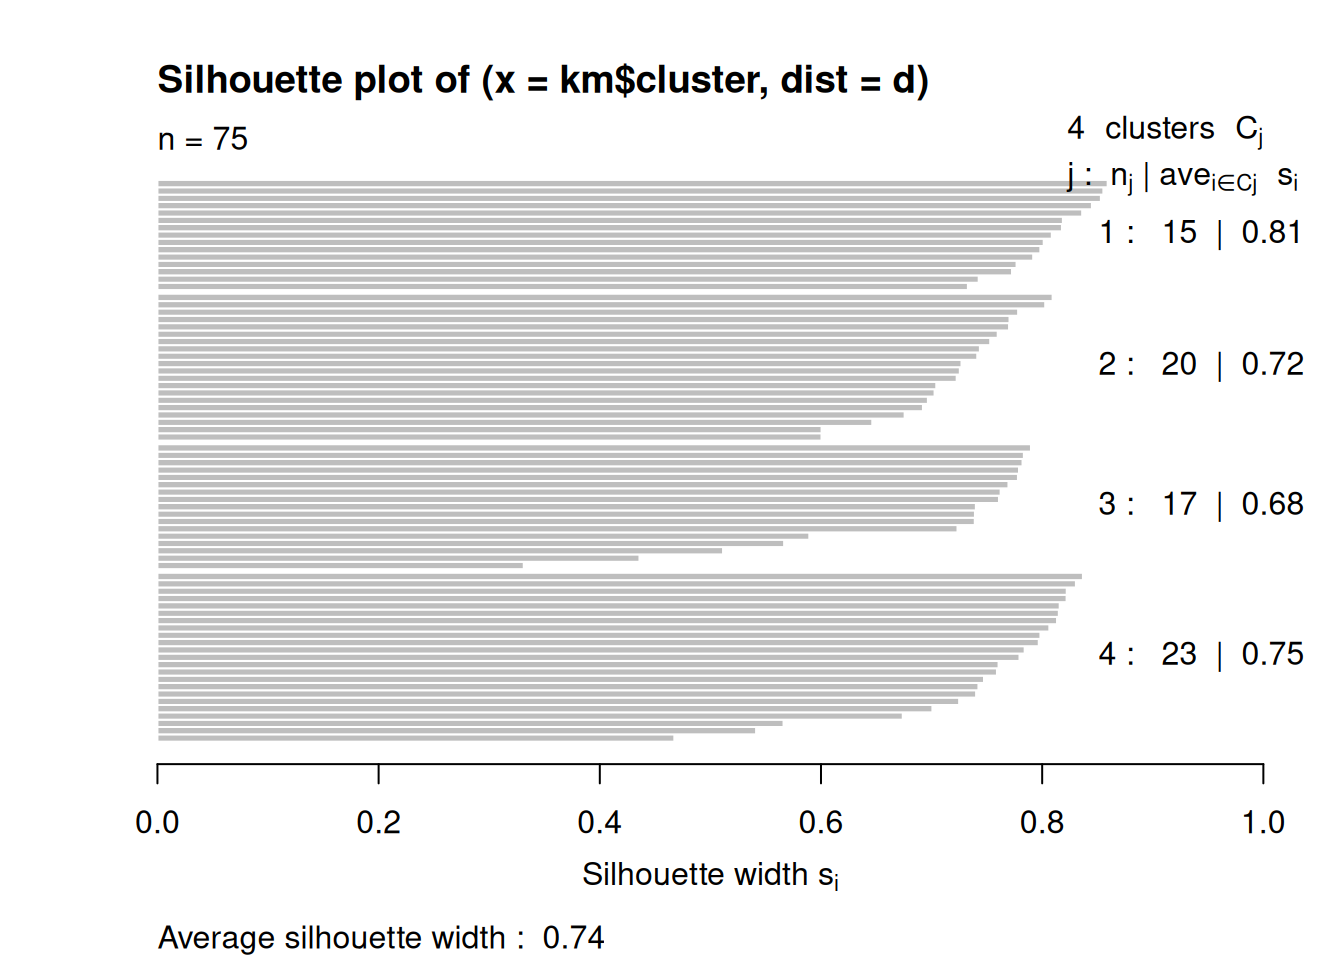 Silhouette plot of (x = km$cluster, dist = d)
n = 75
4 clusters Cj
j : nj | avei∈Cj si
1 : 15 | 0.81
2 : 20 | 0.72
3 : 17 | 0.68
4 : 23 | 0.75
0.0 0.2 0.4 0.6 0.8 1.0
Silhouette width si
Average silhouette width : 0.74